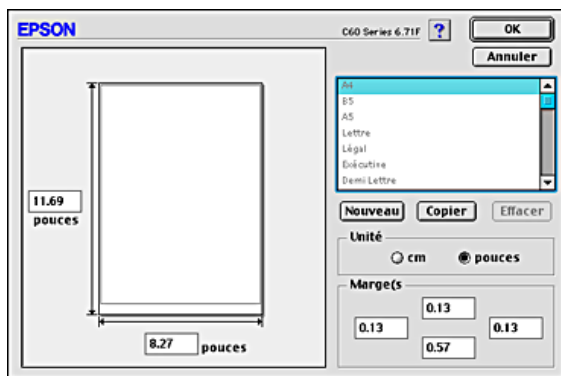 EPSON
C60 Series 6.71F
?
OK
Annuler
A4
B5
A5
Lettre
Légal
Exécutive
Demi Lettre
Nouveau
Copier
Effacer
Unité
cm
pouces
Marge(s
0.13
0.13
0.13
0.57
11.69
pouces
8.27
pouces